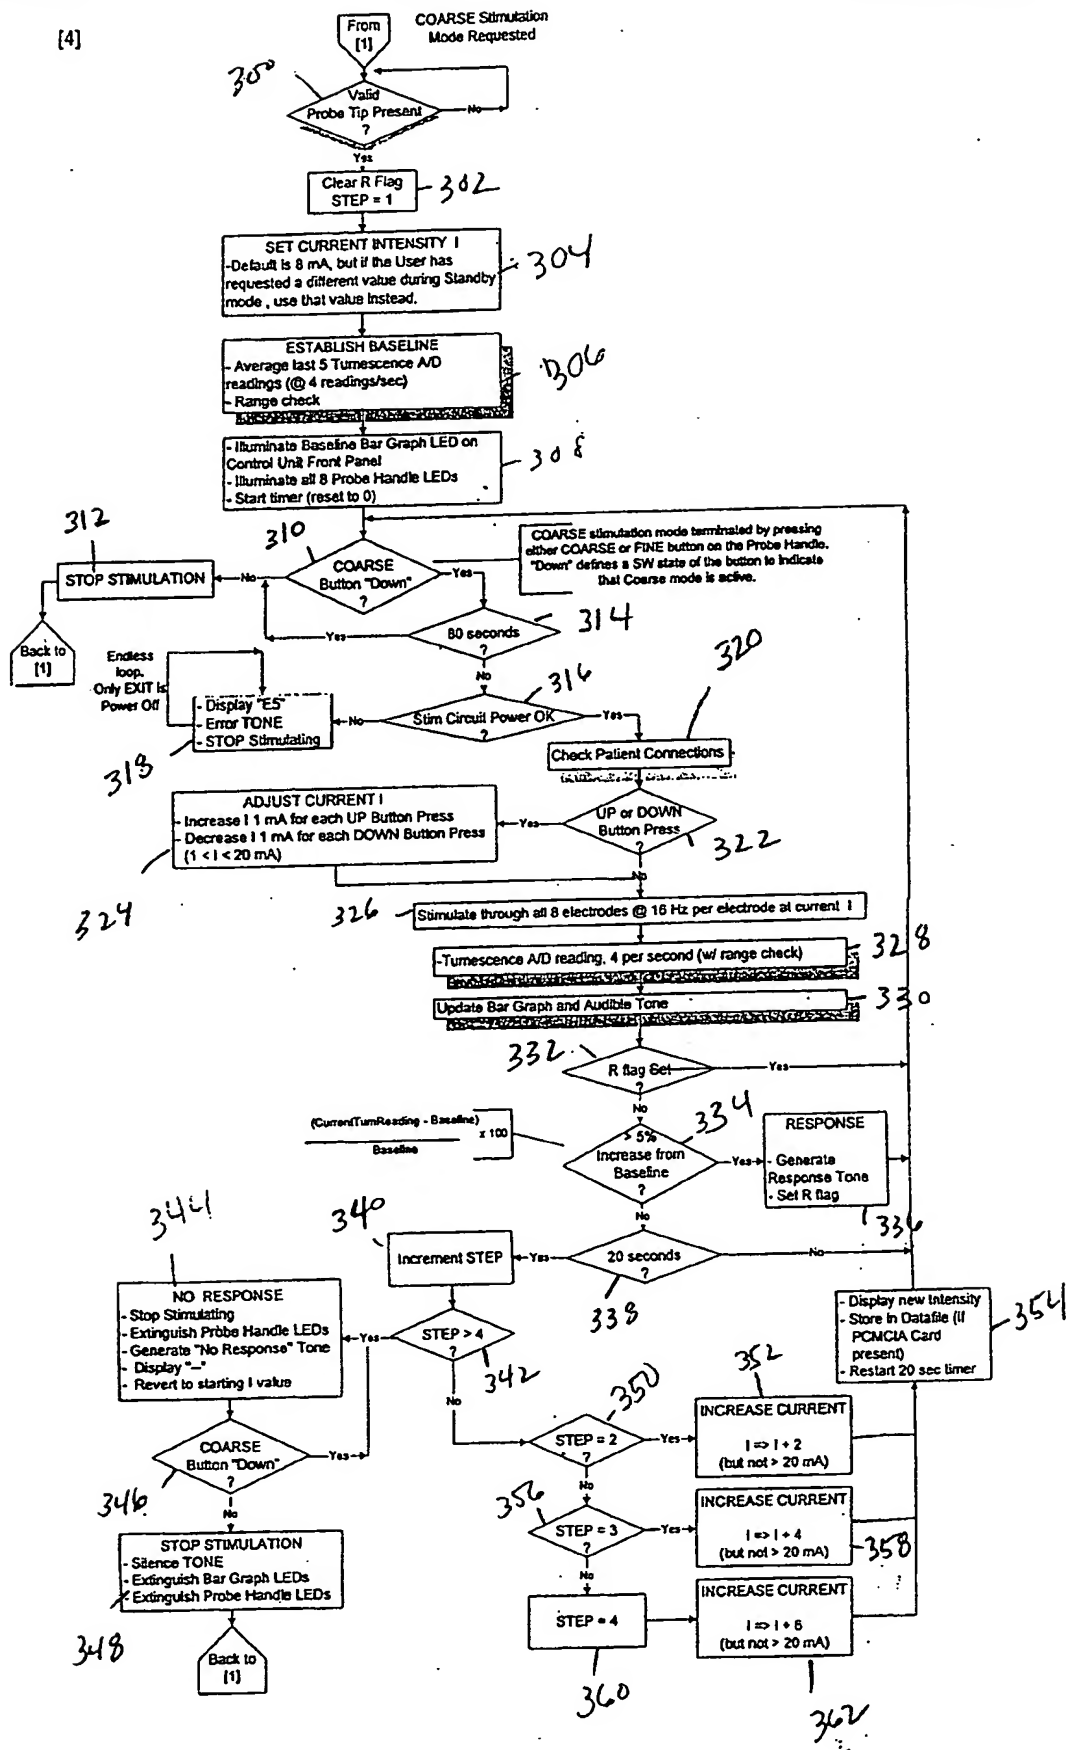 [4]
From
[1]
COARSE Stimulation
Mode Requested
300
Valid
Probe Tip Present
?
No
Yes
Clear R Flag
STEP = 1
302
SET CURRENT INTENSITY I
-Default is 8 mA, but if the User has
requested a different value during Standby
mode , use that value instead.
304
ESTABLISH BASELINE
- Average last 5 Tumescence A/D
readings (@ 4 readings/sec)
- Range check
306
- Illuminate Baseline Bar Graph LED on
Control Unit Front Panel
- Illuminate all 8 Probe Handle LEDs
- Start timer (reset to 0)
308
312
310
STOP STIMULATION
No
COARSE
Button "Down"
?
Yes
COARSE stimulation mode terminated by pressing
either COARSE or FINE button on the Probe Handle.
"Down" defines a SW state of the button to indicate
that Coarse mode is active.
Back to
[1]
Yes
80 seconds
?
314
No
Endless
loop.
Only EXIT is
Power Off
- Display "E5"
- Error TONE
- STOP Stimulating
318
No
Stim Circuit Power OK
?
316
Yes
320
Check Patient Connections
ADJUST CURRENT I
- Increase I 1 mA for each UP Button Press
- Decrease I 1 mA for each DOWN Button Press
(1 < I < 20 mA)
324
Yes
UP or DOWN
Button Press
?
322
No
326
Stimulate through all 8 electrodes @ 16 Hz per electrode at current I
-Tumescence A/D reading, 4 per second (w/ range check)
328
Update Bar Graph and Audible Tone
330
332
R flag Set
?
Yes
No
(CurrentTumReading - Baseline)
Baseline
x 100
> 5%
Increase from
Baseline
?
334
Yes
RESPONSE
- Generate
Response Tone
- Set R flag
336
No
344
340
Increment STEP
Yes
20 seconds
?
No
338
NO RESPONSE
- Stop Stimulating
- Extinguish Probe Handle LEDs
- Generate "No Response" Tone
- Display "--"
- Revert to starting I value
Yes
STEP > 4
?
342
No
- Display new Intensity
- Store in Datafile (if
PCMCIA Card
present)
- Restart 20 sec timer
354
350
352
STEP = 2
?
Yes
INCREASE CURRENT
I => I + 2
(but not > 20 mA)
COARSE
Button "Down"
?
Yes
346
No
No
356
STEP = 3
?
Yes
INCREASE CURRENT
I => I + 4
(but not > 20 mA)
358
STOP STIMULATION
- Silence TONE
- Extinguish Bar Graph LEDs
- Extinguish Probe Handle LEDs
348
No
STEP = 4
360
INCREASE CURRENT
I => I + 6
(but not > 20 mA)
362
Back to
[1]